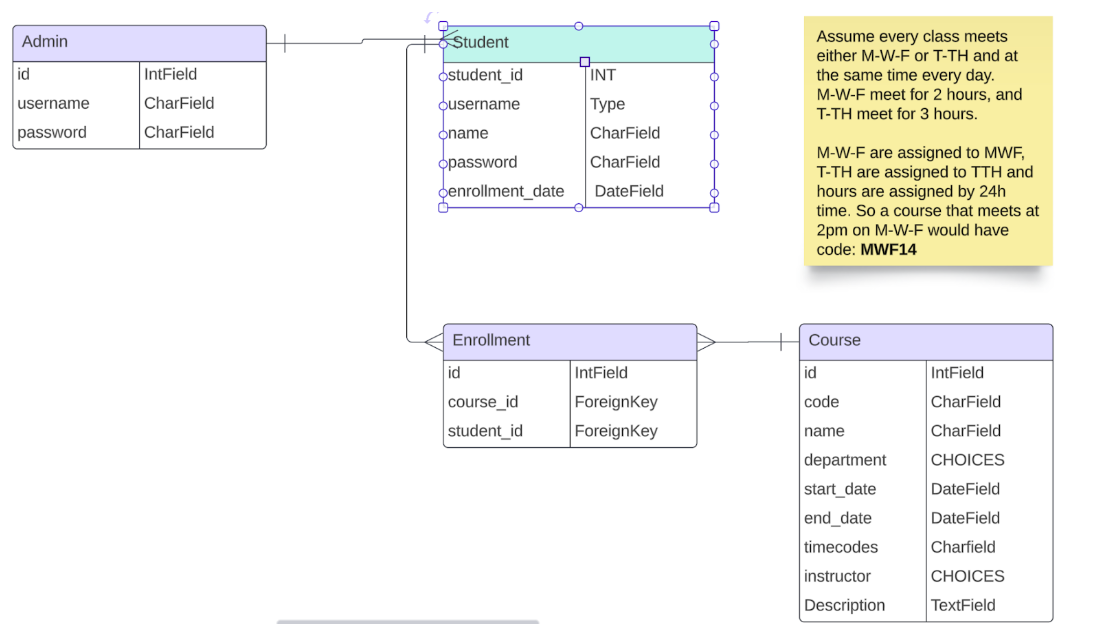 Admin
id IntField
username CharField
password CharField
Student
student_id INT
username Type
name CharField
password CharField
enrollment_date DateField
Assume every class meets
either M-W-F or T-TH and at
the same time every day.
M-W-F meet for 2 hours, and
T-TH meet for 3 hours.
M-W-F are assigned to MWF,
T-TH are assigned to TTH and
hours are assigned by 24h
time. So a course that meets at
2pm on M-W-F would have
code: MWF14
Enrollment
id IntField
course_id ForeignKey
student_id ForeignKey
Course
id IntField
code CharField
name CharField
department CHOICES
start_date DateField
end_date DateField
timecodes Charfield
instructor CHOICES
Description TextField